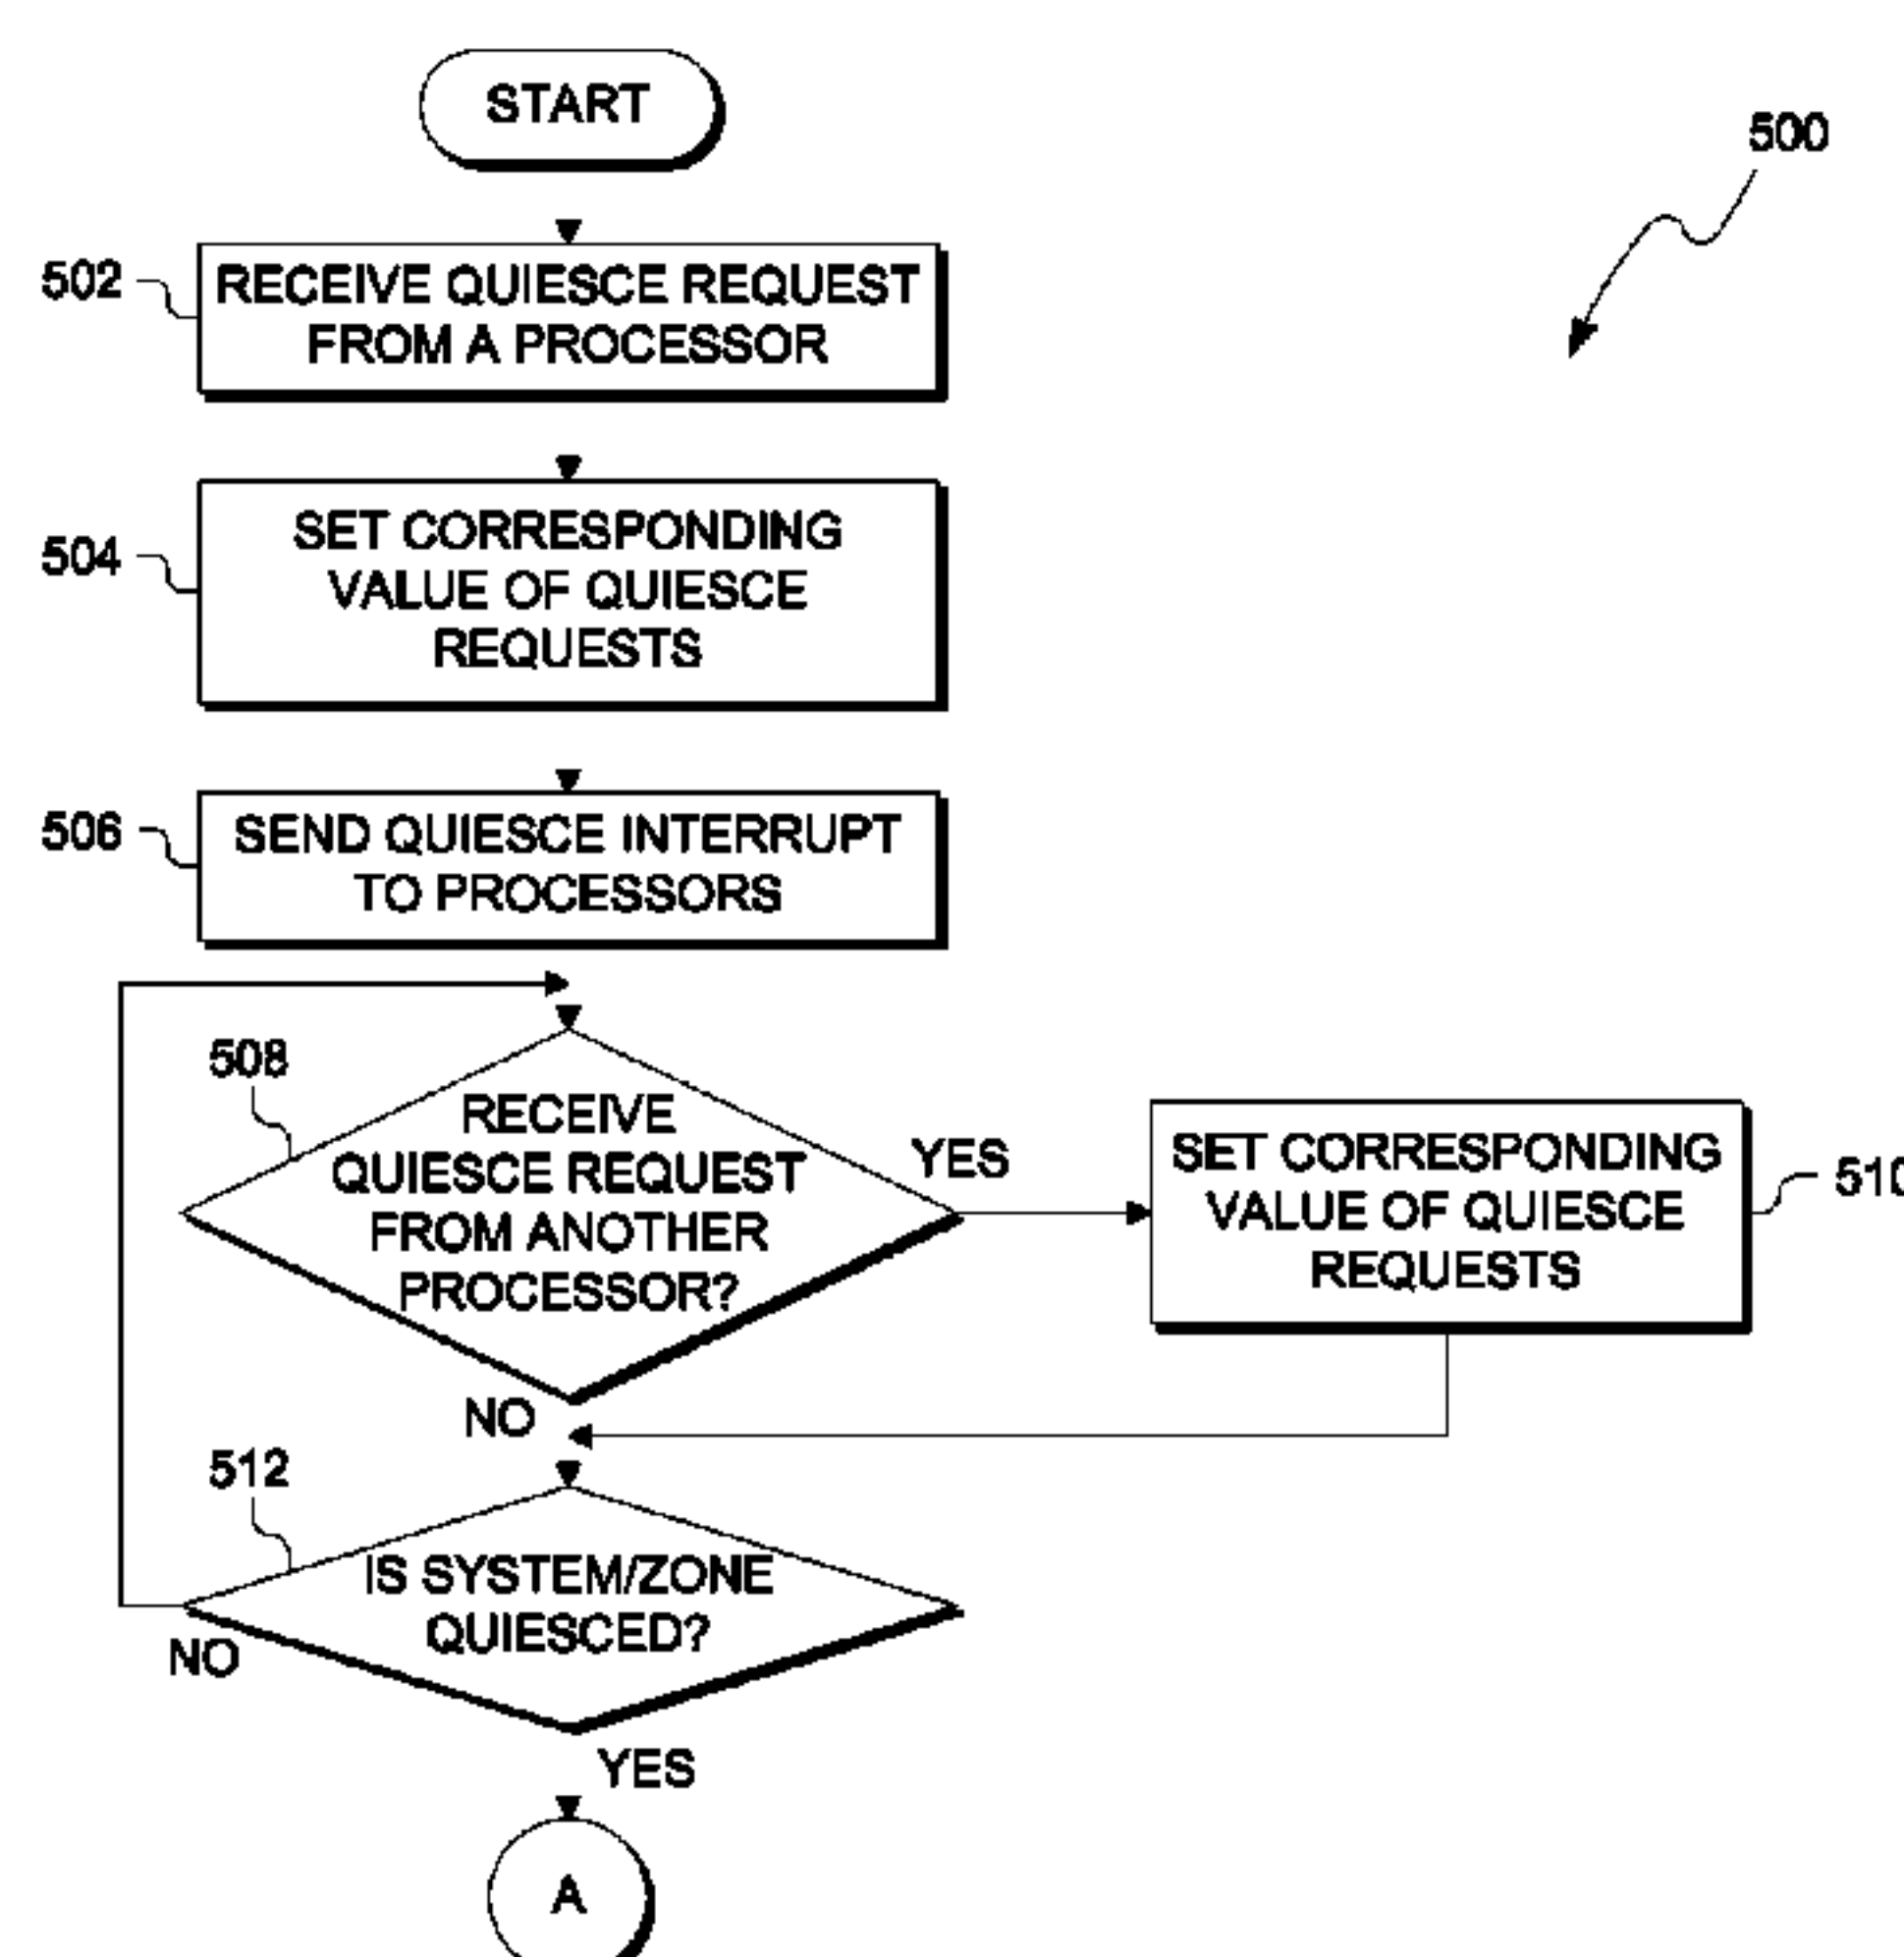 START
500
502
RECEIVE QUIESCE REQUEST
FROM A PROCESSOR
504
SET CORRESPONDING
VALUE OF QUIESCE
REQUESTS
506
SEND QUIESCE INTERRUPT
TO PROCESSORS
508
RECEIVE
QUIESCE REQUEST
FROM ANOTHER
PROCESSOR?
YES
SET CORRESPONDING
VALUE OF QUIESCE
REQUESTS
510
NO
512
IS SYSTEM/ZONE
QUIESCED?
NO
YES
A